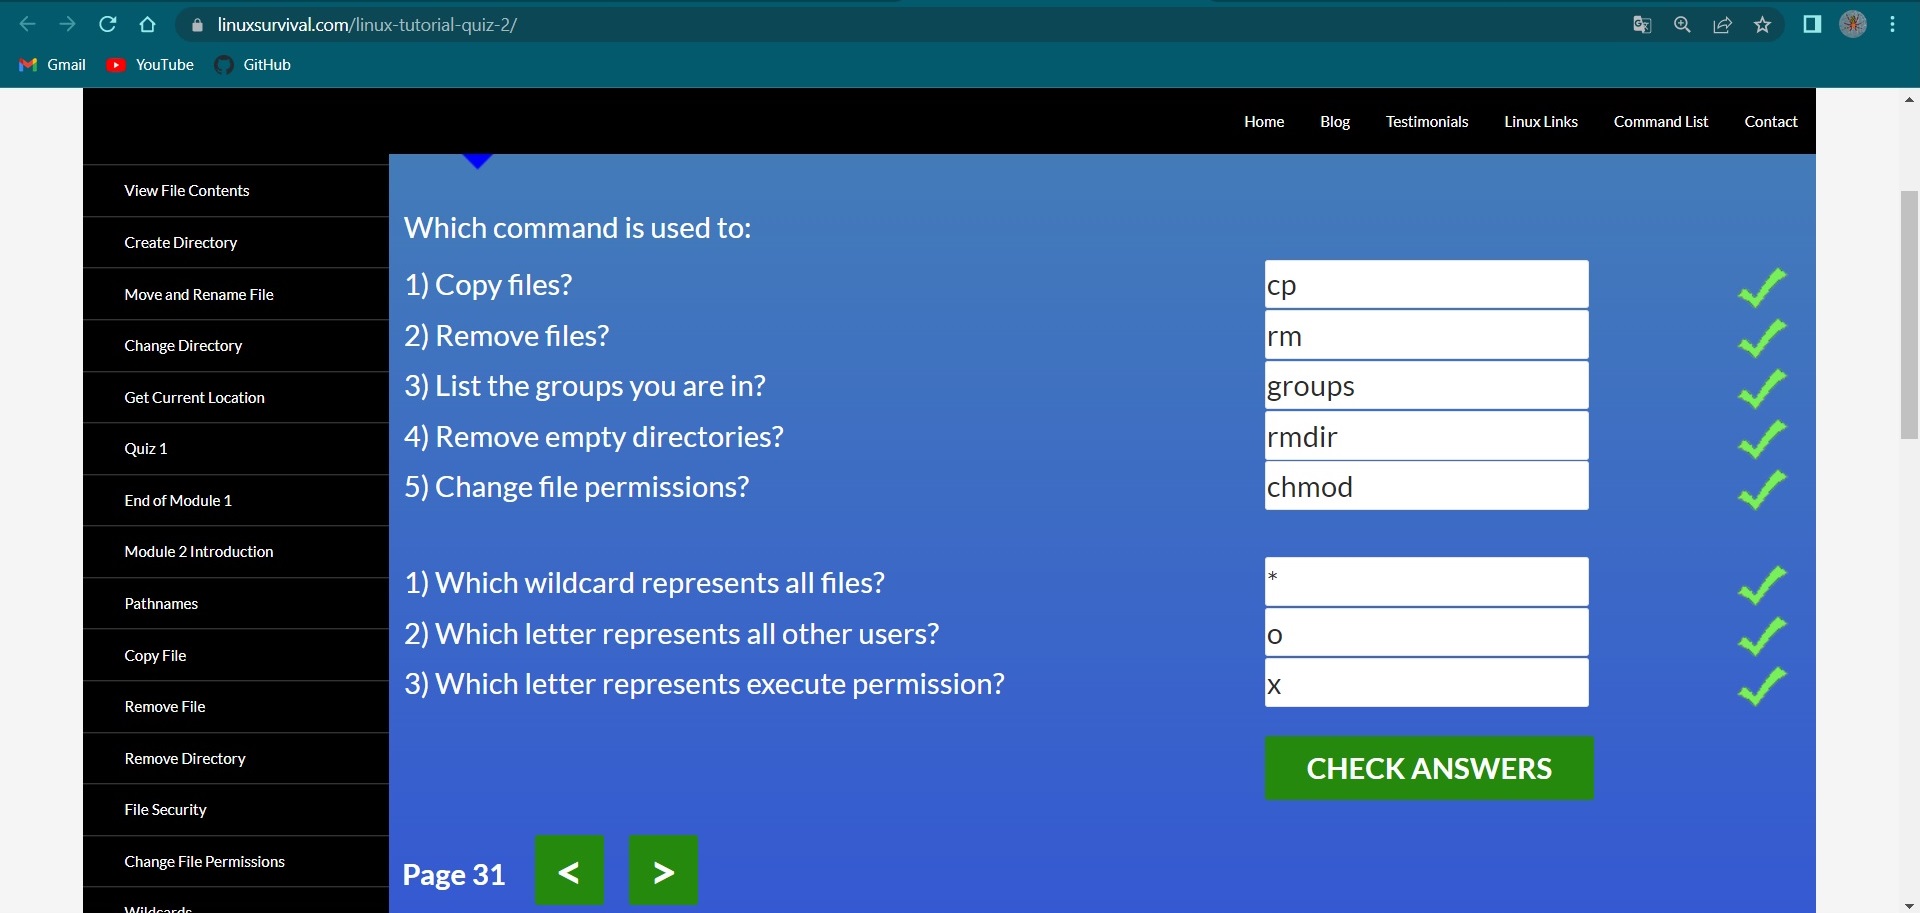 linuxsurvival.com/linux-tutorial-quiz-2/
Gmail YouTube GitHub
Home Blog Testimonials Linux Links Command List Contact
View File Contents
Create Directory
Move and Rename File
Change Directory
Get Current Location
Quiz 1
End of Module 1
Module 2 Introduction
Pathnames
Copy File
Remove File
Remove Directory
File Security
Change File Permissions
Wildcards
Which command is used to:
1) Copy files? cp
2) Remove files? rm
3) List the groups you are in? groups
4) Remove empty directories? rmdir
5) Change file permissions? chmod
1) Which wildcard represents all files? *
2) Which letter represents all other users? o
3) Which letter represents execute permission? x
CHECK ANSWERS
Page 31 < >